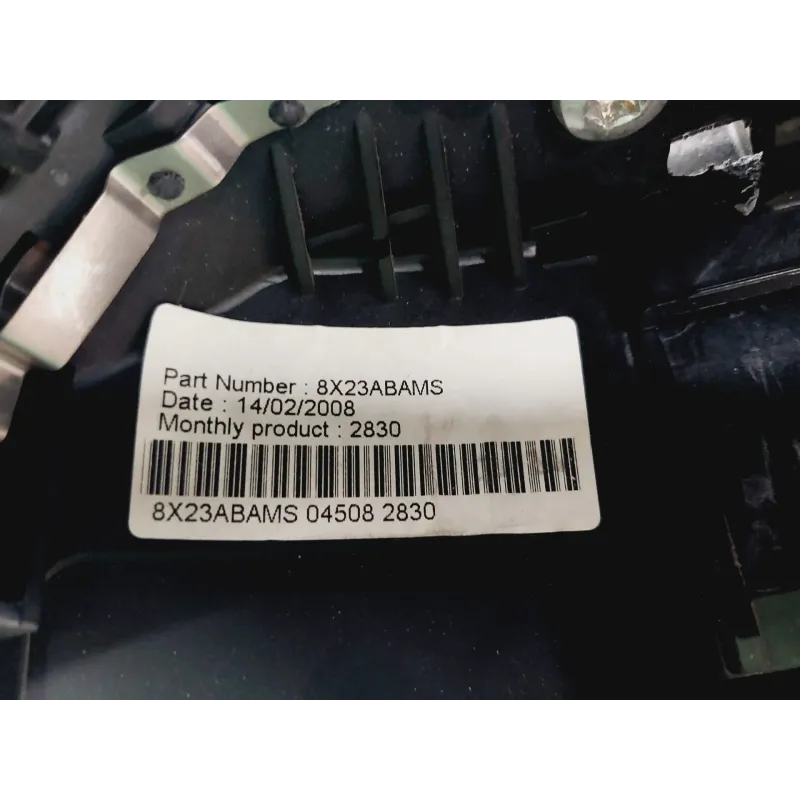 Part Number : 8X23ABAMS
Date : 14/02/2008
Monthly product : 2830
8X23ABAMS 04508 2830